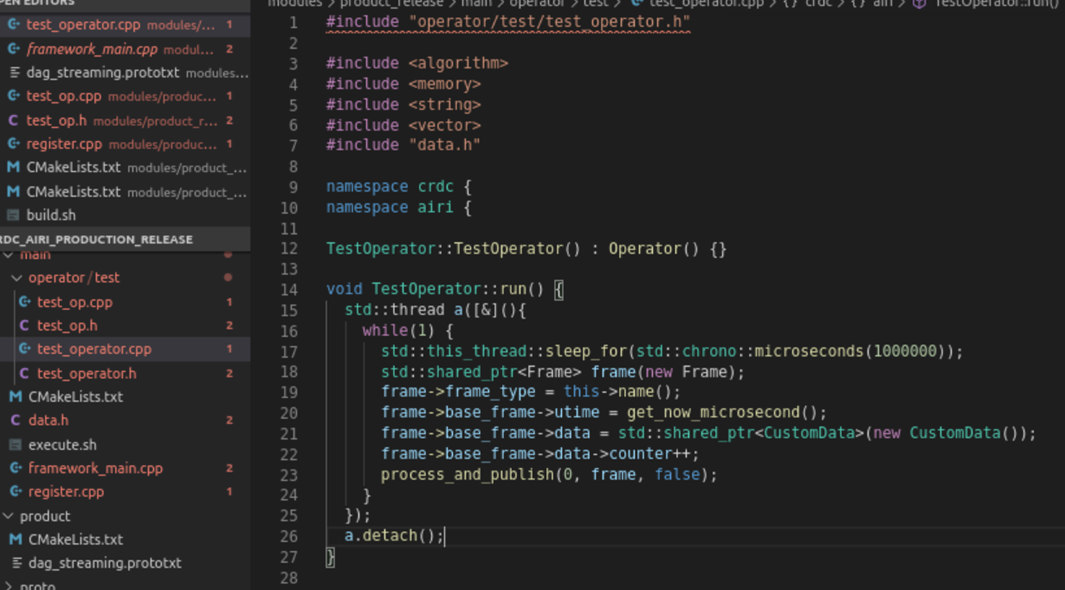 PEN EDITORS
test_operator.cpp modules/... 1
framework_main.cpp modul... 2
dag_streaming.prototxt modules...
test_op.cpp modules/produc... 1
test_op.h modules/product_r... 2
register.cpp modules/produc... 1
CMakeLists.txt modules/product_...
CMakeLists.txt modules/product_...
build.sh
RDC_AIRI_PRODUCTION_RELEASE
main
operator/test
test_op.cpp 1
test_op.h 2
test_operator.cpp 1
test_operator.h 2
CMakeLists.txt
data.h 2
execute.sh
framework_main.cpp 2
register.cpp 1
product
CMakeLists.txt
dag_streaming.prototxt
proto
modules > product_release > main > operator > test > test_operator.cpp > {} crdc > {} airi > TestOperator::run()
1 #include "operator/test/test_operator.h"
2
3 #include <algorithm>
4 #include <memory>
5 #include <string>
6 #include <vector>
7 #include "data.h"
8
9 namespace crdc {
10 namespace airi {
11
12 TestOperator::TestOperator() : Operator() {}
13
14 void TestOperator::run() {
15 std::thread a([&](){
16 while(1) {
17 std::this_thread::sleep_for(std::chrono::microseconds(1000000));
18 std::shared_ptr<Frame> frame(new Frame);
19 frame->frame_type = this->name();
20 frame->base_frame->utime = get_now_microsecond();
21 frame->base_frame->data = std::shared_ptr<CustomData>(new CustomData());
22 frame->base_frame->data->counter++;
23 process_and_publish(0, frame, false);
24 }
25 });
26 a.detach();
27 }
28